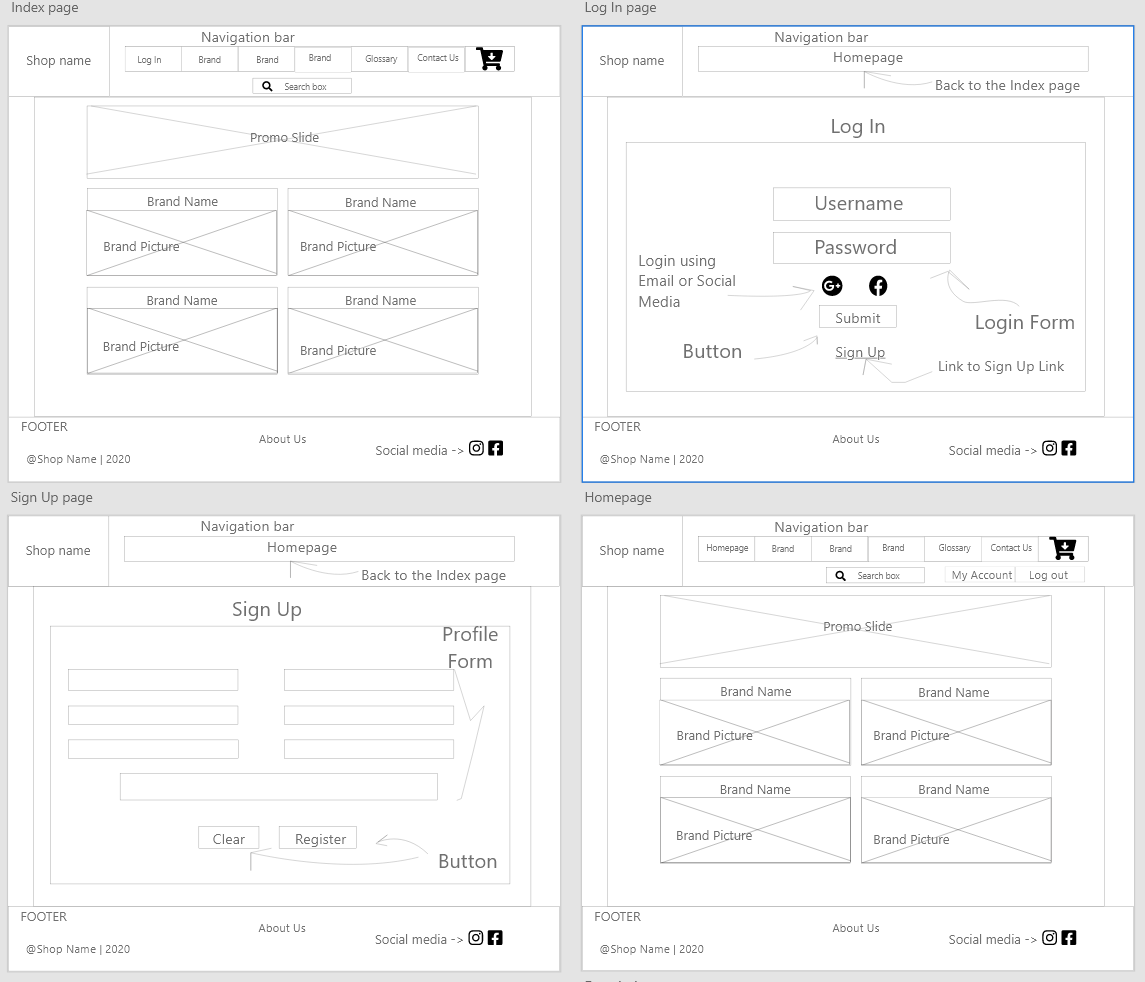 Index page
Navigation bar
Shop name
Log In
Brand
Brand
Brand
Glossary
Contact Us
Search box
Promo Slide
Brand Name
Brand Name
Brand Picture
Brand Picture
Brand Name
Brand Name
Brand Picture
Brand Picture
FOOTER
About Us
Social media ->
@Shop Name | 2020
Log In page
Navigation bar
Shop name
Homepage
Back to the Index page
Log In
Username
Password
Login using
Email or Social
Media
G+
Submit
Login Form
Button
Sign Up
Link to Sign Up Link
FOOTER
About Us
Social media ->
@Shop Name | 2020
Sign Up page
Navigation bar
Shop name
Homepage
Back to the Index page
Sign Up
Profile
Form
Clear
Register
Button
FOOTER
About Us
Social media ->
@Shop Name | 2020
Homepage
Navigation bar
Shop name
Homepage
Brand
Brand
Brand
Glossary
Contact Us
Search box
My Account
Log out
Promo Slide
Brand Name
Brand Name
Brand Picture
Brand Picture
Brand Name
Brand Name
Brand Picture
Brand Picture
FOOTER
About Us
Social media ->
@Shop Name | 2020